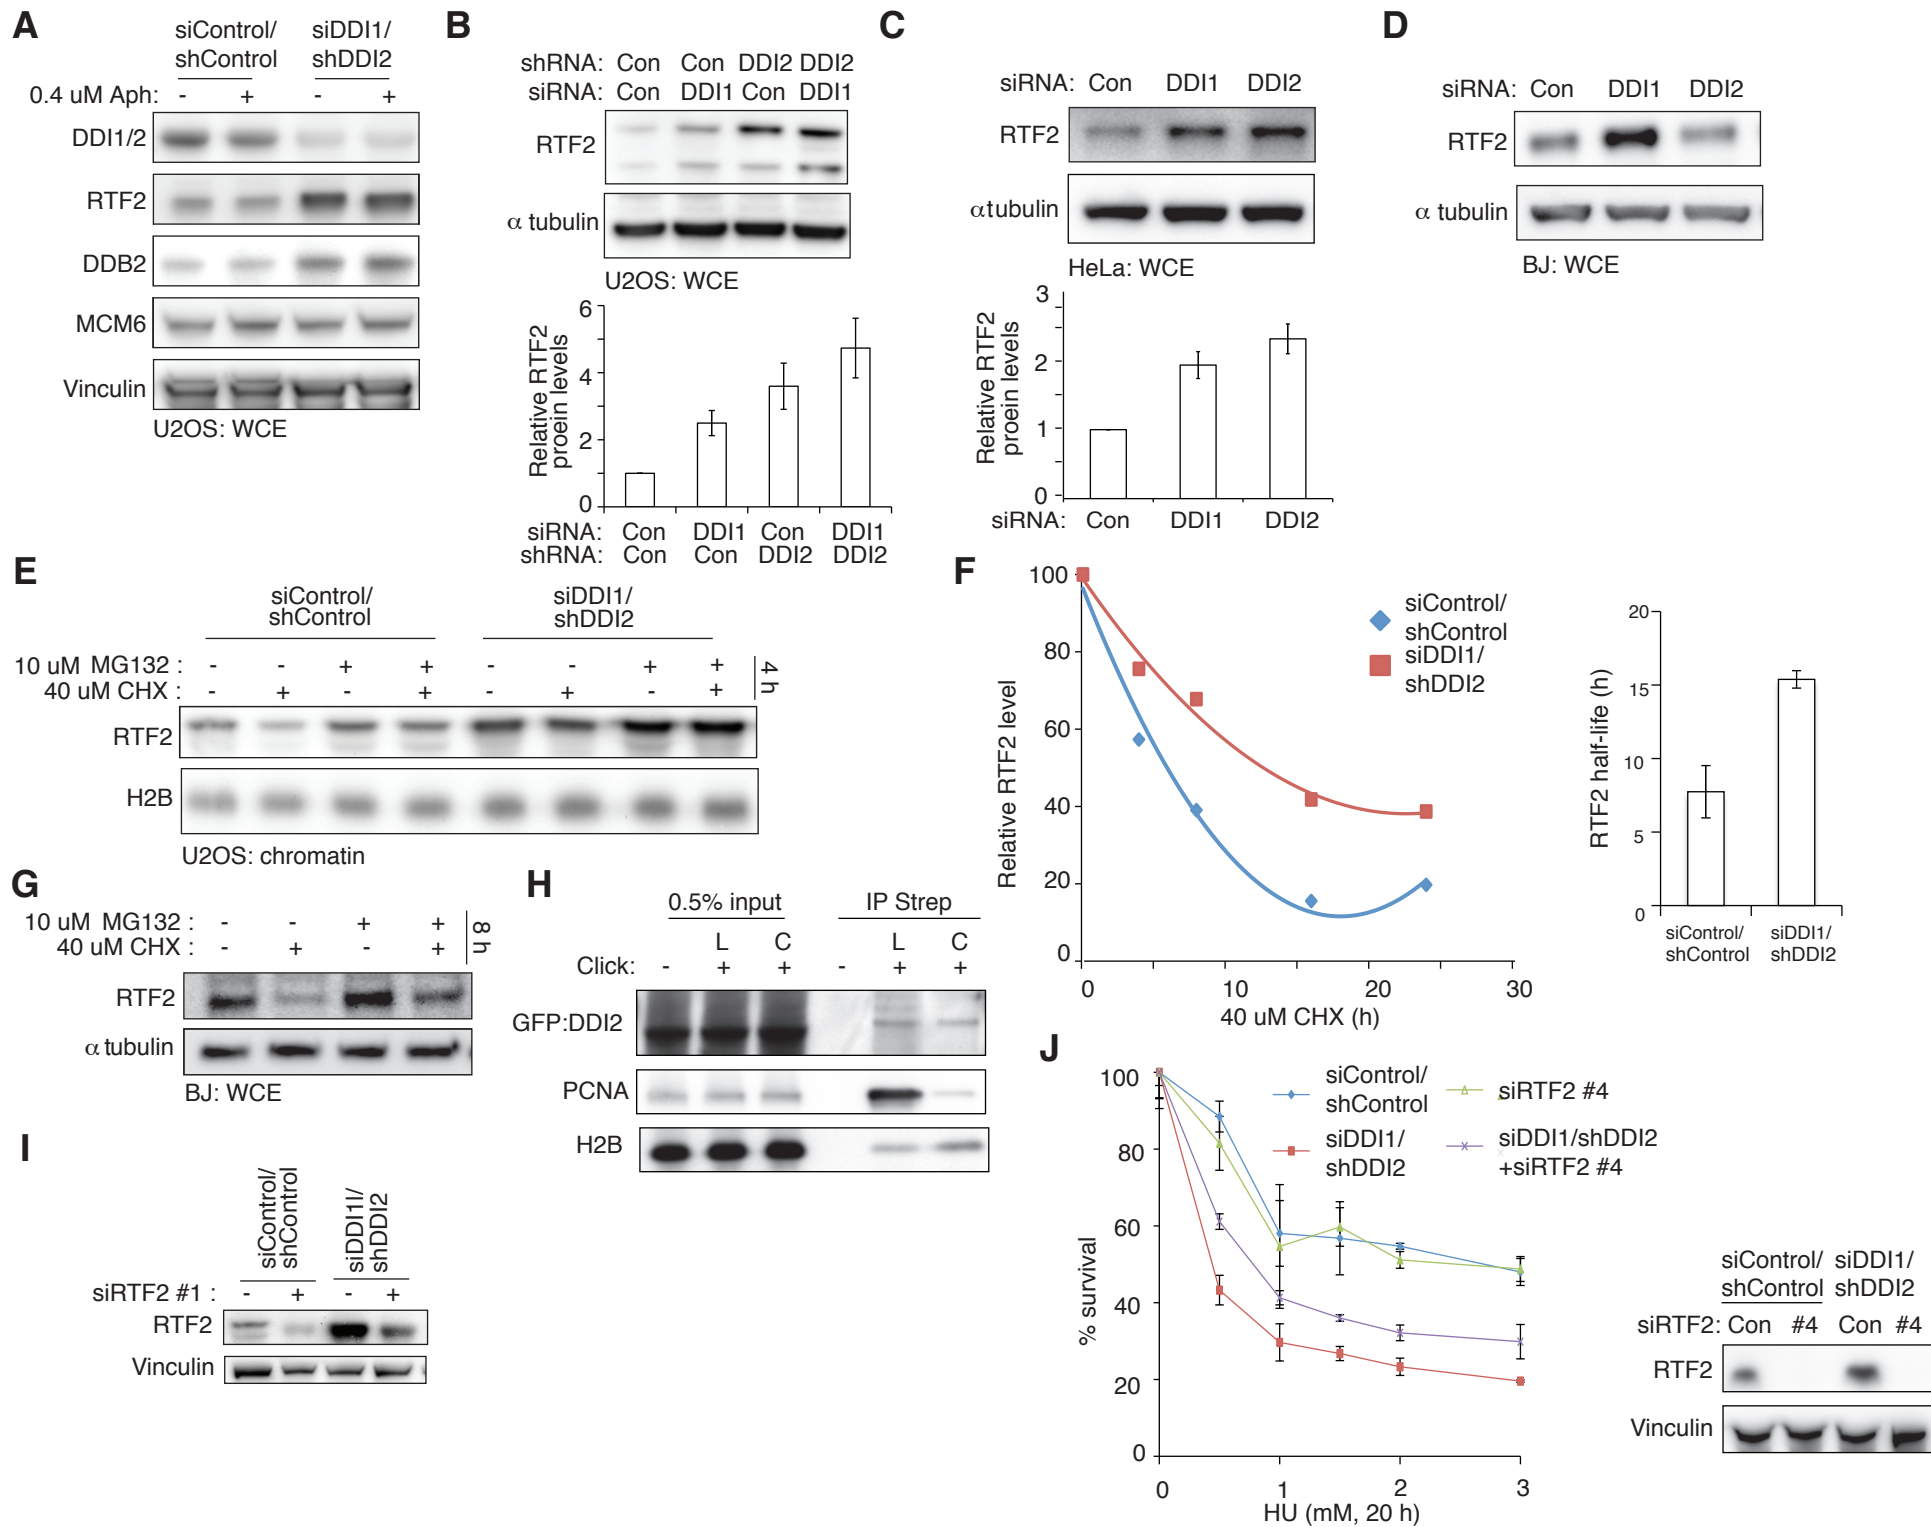 A
siControl/
shControl
siDDI1/
shDDI2
0.4 uM Aph: - + - +
DDI1/2
RTF2
DDB2
MCM6
Vinculin
U2OS: WCE
B
shRNA: Con Con DDI2 DDI2
siRNA: Con DDI1 Con DDI1
RTF2
α tubulin
U2OS: WCE
Relative RTF2
proein levels
6
4
2
0
siRNA: Con DDI1 Con DDI1
shRNA: Con Con DDI2 DDI2
C
siRNA: Con DDI1 DDI2
RTF2
αtubulin
HeLa: WCE
Relative RTF2
proein levels
3
2
1
0
siRNA: Con DDI1 DDI2
D
siRNA: Con DDI1 DDI2
RTF2
α tubulin
BJ: WCE
E
siControl/
shControl
siDDI1/
shDDI2
10 uM MG132 : - - + + - - + +
40 uM CHX : - + - + - + - +
4 h
RTF2
H2B
U2OS: chromatin
F
Relative RTF2 level
100
80
60
40
20
0
0 10 20 30
40 uM CHX (h)
siControl/
shControl
siDDI1/
shDDI2
RTF2 half-life (h)
20
15
10
5
0
siControl/
shControl
siDDI1/
shDDI2
G
10 uM MG132 : - - + +
40 uM CHX : - + - +
8 h
RTF2
α tubulin
BJ: WCE
H
0.5% input IP Strep
L C L C
Click: - + + - + +
GFP:DDI2
PCNA
H2B
I
siControl/
shControl
siDDI1I/
shDDI2
siRTF2 #1 : - + - +
RTF2
Vinculin
J
% survival
100
80
60
40
20
0
0 1 2 3
HU (mM, 20 h)
siControl/
shControl
siDDI1/
shDDI2
siRTF2 #4
siDDI1/shDDI2
+siRTF2 #4
siControl/
shControl
siDDI1/
shDDI2
siRTF2: Con #4 Con #4
RTF2
Vinculin